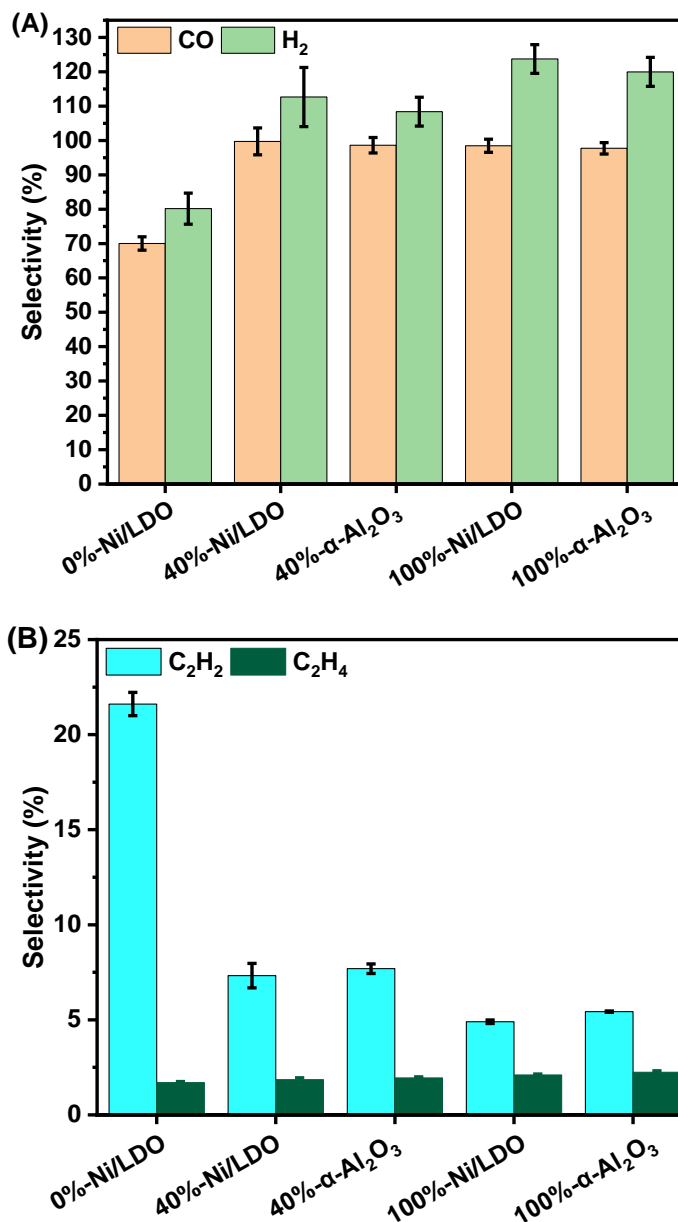 (A)
CO H₂
130
120
110
100
90
80
70
60
50
40
30
20
10
0
Selectivity (%)
0%-Ni/LDO
40%-Ni/LDO
40%-α-Al₂O₃
100%-Ni/LDO
100%-α-Al₂O₃
(B)
C₂H₂ C₂H₄
25
20
15
10
5
0
Selectivity (%)
0%-Ni/LDO
40%-Ni/LDO
40%-α-Al₂O₃
100%-Ni/LDO
100%-α-Al₂O₃